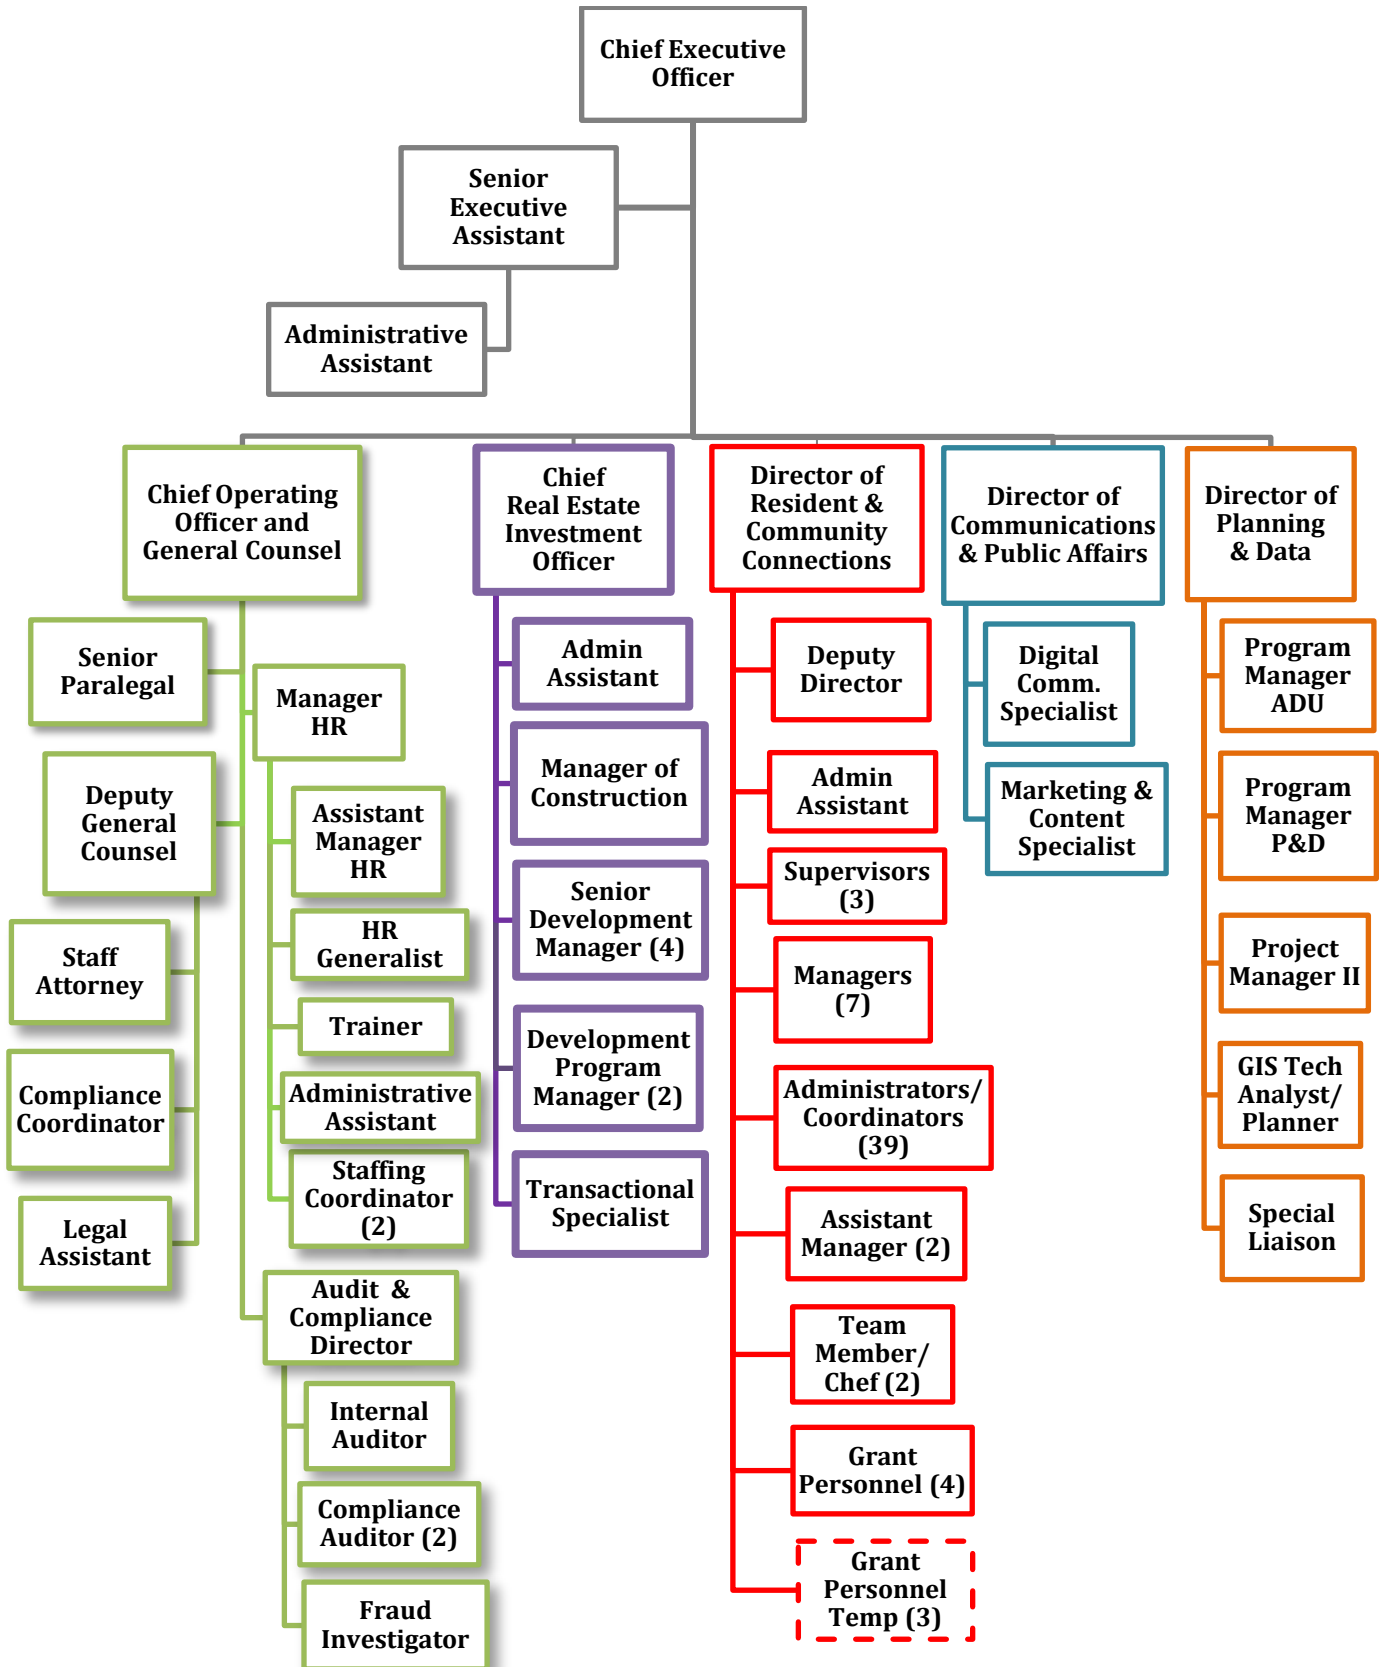 Chief Executive
Officer
Senior
Executive
Assistant
Administrative
Assistant
Chief Operating
Officer and
General Counsel
Senior
Paralegal
Manager
HR
Deputy
General
Counsel
Assistant
Manager
HR
HR
Generalist
Staff
Attorney
Trainer
Compliance
Coordinator
Administrative
Assistant
Staffing
Coordinator
(2)
Legal
Assistant
Audit &
Compliance
Director
Internal
Auditor
Compliance
Auditor (2)
Fraud
Investigator
Chief
Real Estate
Investment
Officer
Admin
Assistant
Manager of
Construction
Senior
Development
Manager (4)
Development
Program
Manager (2)
Transactional
Specialist
Director of
Resident &
Community
Connections
Deputy
Director
Admin
Assistant
Supervisors
(3)
Managers
(7)
Administrators/
Coordinators
(39)
Assistant
Manager (2)
Team
Member/
Chef (2)
Grant
Personnel (4)
Grant
Personnel
Temp (3)
Director of
Communications
& Public Affairs
Digital
Comm.
Specialist
Marketing &
Content
Specialist
Director of
Planning
& Data
Program
Manager
ADU
Program
Manager
P&D
Project
Manager II
GIS Tech
Analyst/
Planner
Special
Liaison